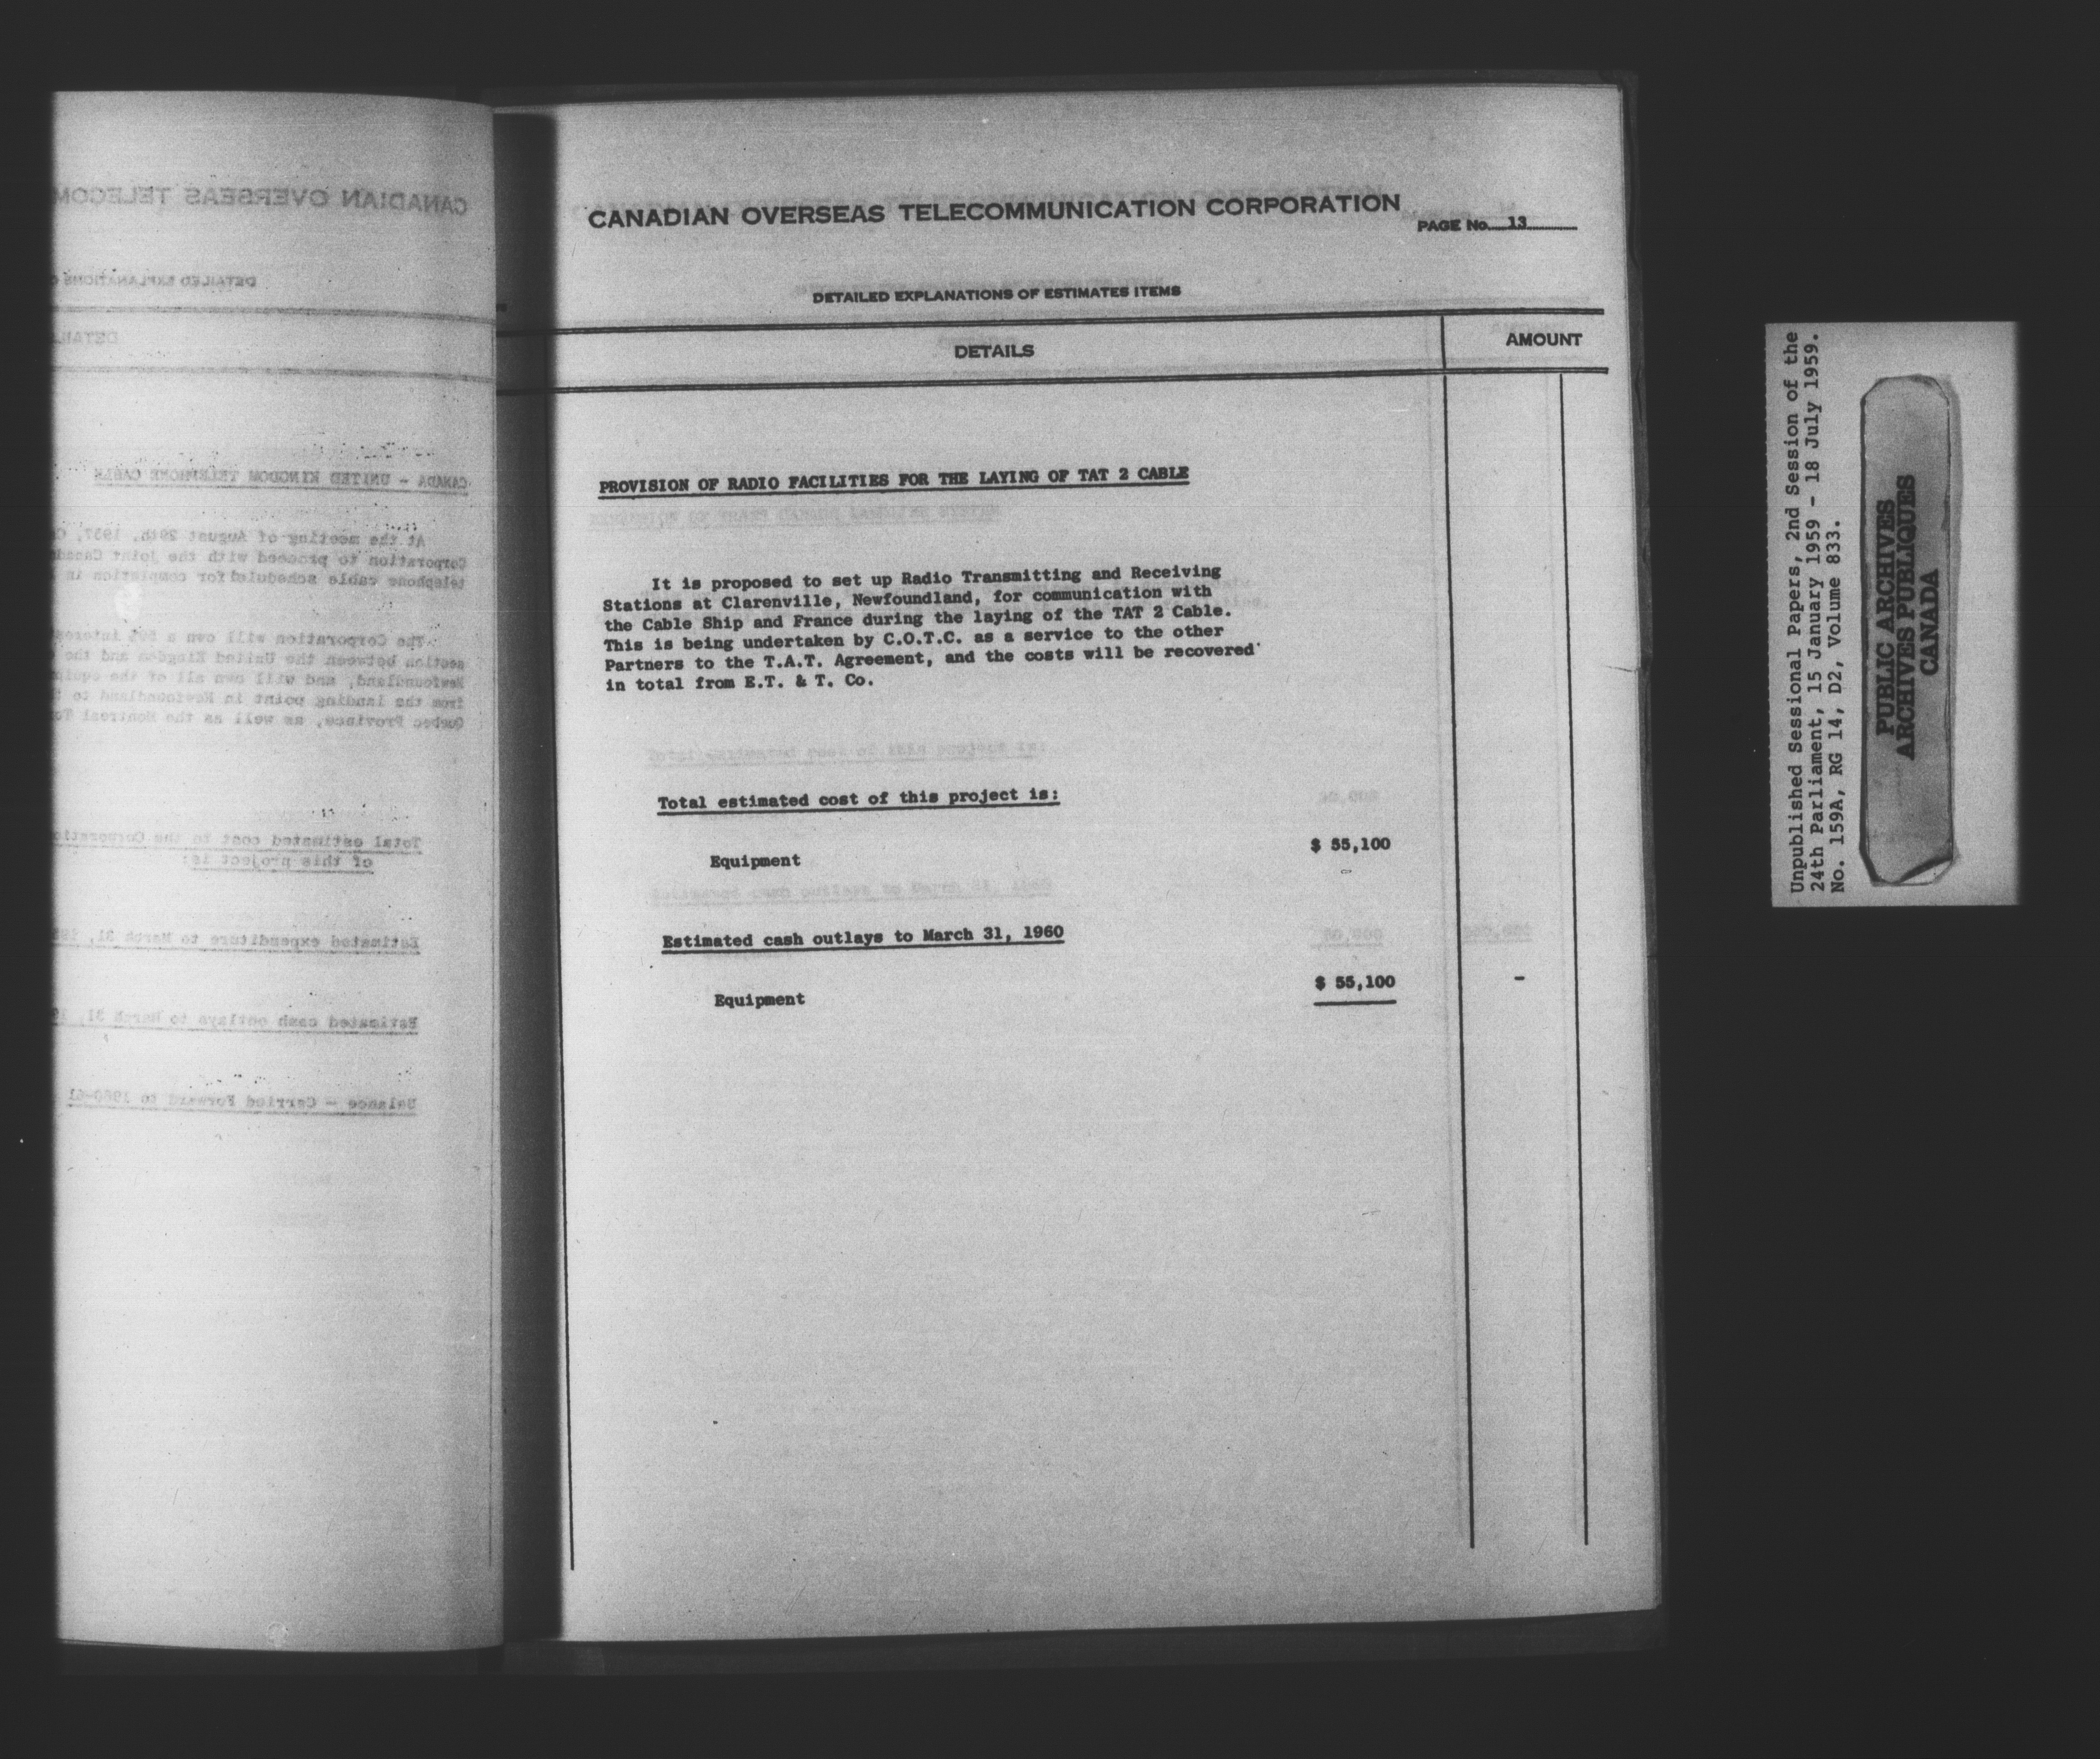 CANADIAN OVERSEAS TELECOMMUNICATION CORPORATION
PAGE No. 13
DETAILED EXPLANATIONS OF ESTIMATES ITEMS
DETAILS
AMOUNT
PROVISION OF RADIO FACILITIES FOR THE LAYING OF TAT 2 CABLE
It is proposed to set up Radio Transmitting and Receiving
Stations at Clarenville, Newfoundland, for communication with
the Cable Ship and France during the laying of the TAT 2 Cable.
This is being undertaken by C.O.T.C. as a service to the other
Partners to the T.A.T. Agreement, and the costs will be recovered
in total from E.T. & T. Co.
Total estimated cost of this project is:
Equipment $ 55,100
Estimated cash outlays to March 31, 1960
Equipment $ 55,100 -
Unpublished Sessional Papers, 2nd Session of the
24th Parliament, 15 January 1959 - 18 July 1959.
No. 159A, RG 14, D2, Volume 833.
PUBLIC ARCHIVES
ARCHIVES PUBLIQUES
CANADA